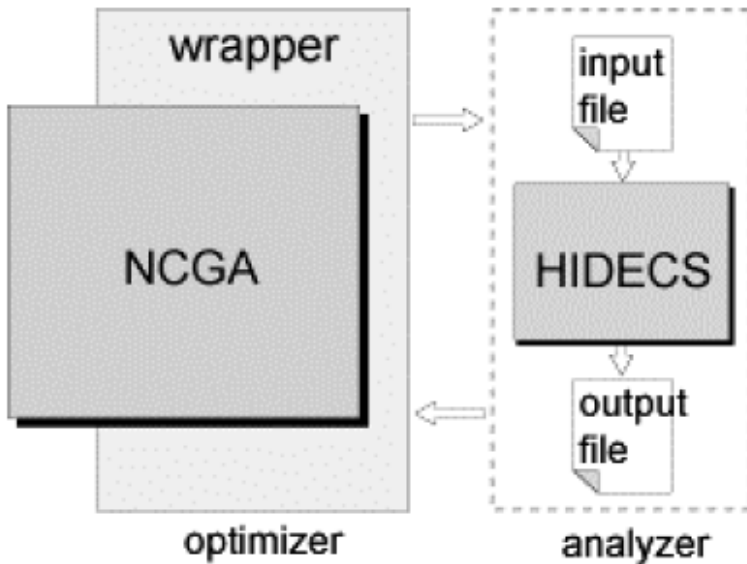 wrapper
NCGA
optimizer
input
file
HIDECS
output
file
analyzer